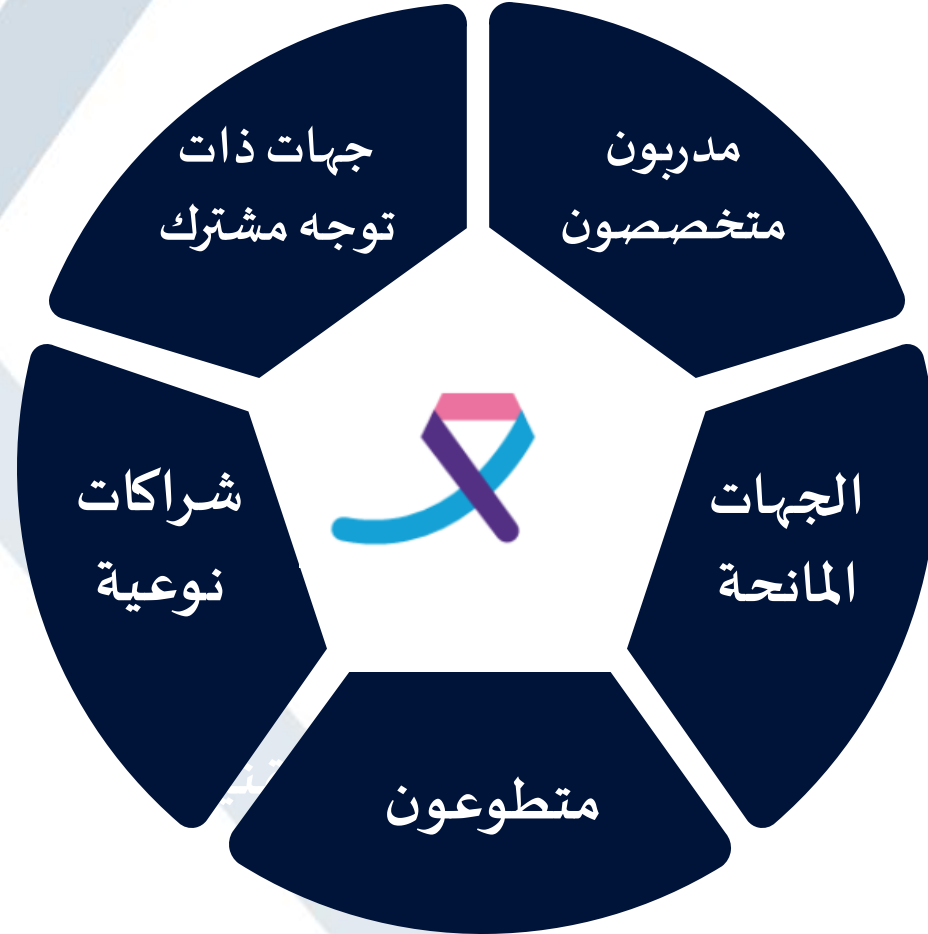 مدربون
متخصصون
جهات ذات
توجه مشترك
الجهات
المانحة
شراكات
نوعية
متطوعون